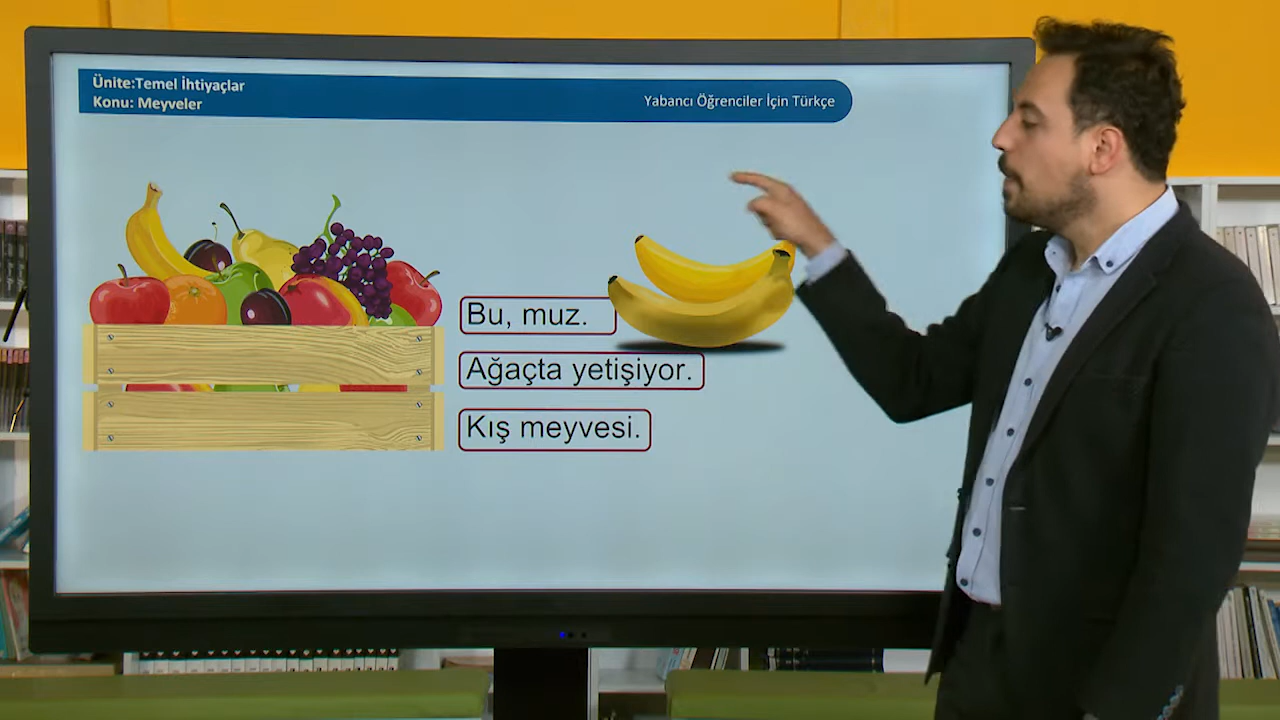 Ünite:Temel İhtiyaçlar
Konu: Meyveler
Yabancı Öğrenciler İçin Türkçe
Bu, muz.
Ağaçta yetişiyor.
Kış meyvesi.